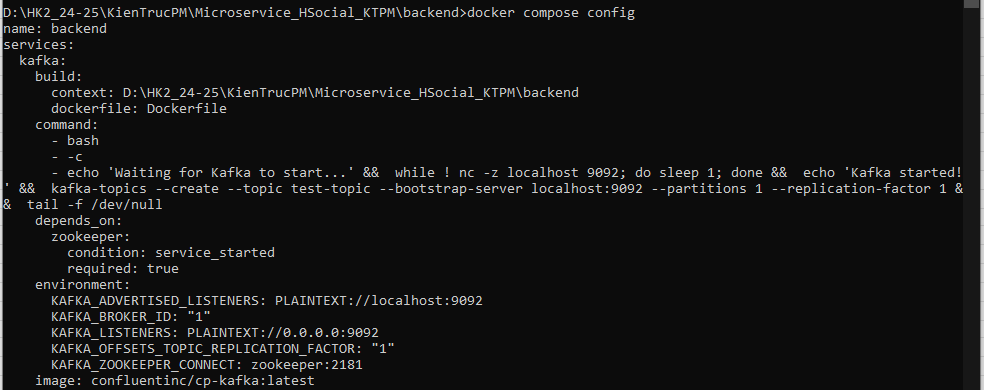 D:\HK2_24-25\KienTrucPM\Microservice_HSocial_KTPM\backend>docker compose config
name: backend
services:
  kafka:
    build:
      context: D:\HK2_24-25\KienTrucPM\Microservice_HSocial_KTPM\backend
      dockerfile: Dockerfile
    command:
      - bash
      - -c
      - echo 'Waiting for Kafka to start...' &&  while ! nc -z localhost 9092; do sleep 1; done &&  echo 'Kafka started!
' &&  kafka-topics --create --topic test-topic --bootstrap-server localhost:9092 --partitions 1 --replication-factor 1 &
&  tail -f /dev/null
    depends_on:
      zookeeper:
        condition: service_started
        required: true
    environment:
      KAFKA_ADVERTISED_LISTENERS: PLAINTEXT://localhost:9092
      KAFKA_BROKER_ID: "1"
      KAFKA_LISTENERS: PLAINTEXT://0.0.0.0:9092
      KAFKA_OFFSETS_TOPIC_REPLICATION_FACTOR: "1"
      KAFKA_ZOOKEEPER_CONNECT: zookeeper:2181
    image: confluentinc/cp-kafka:latest